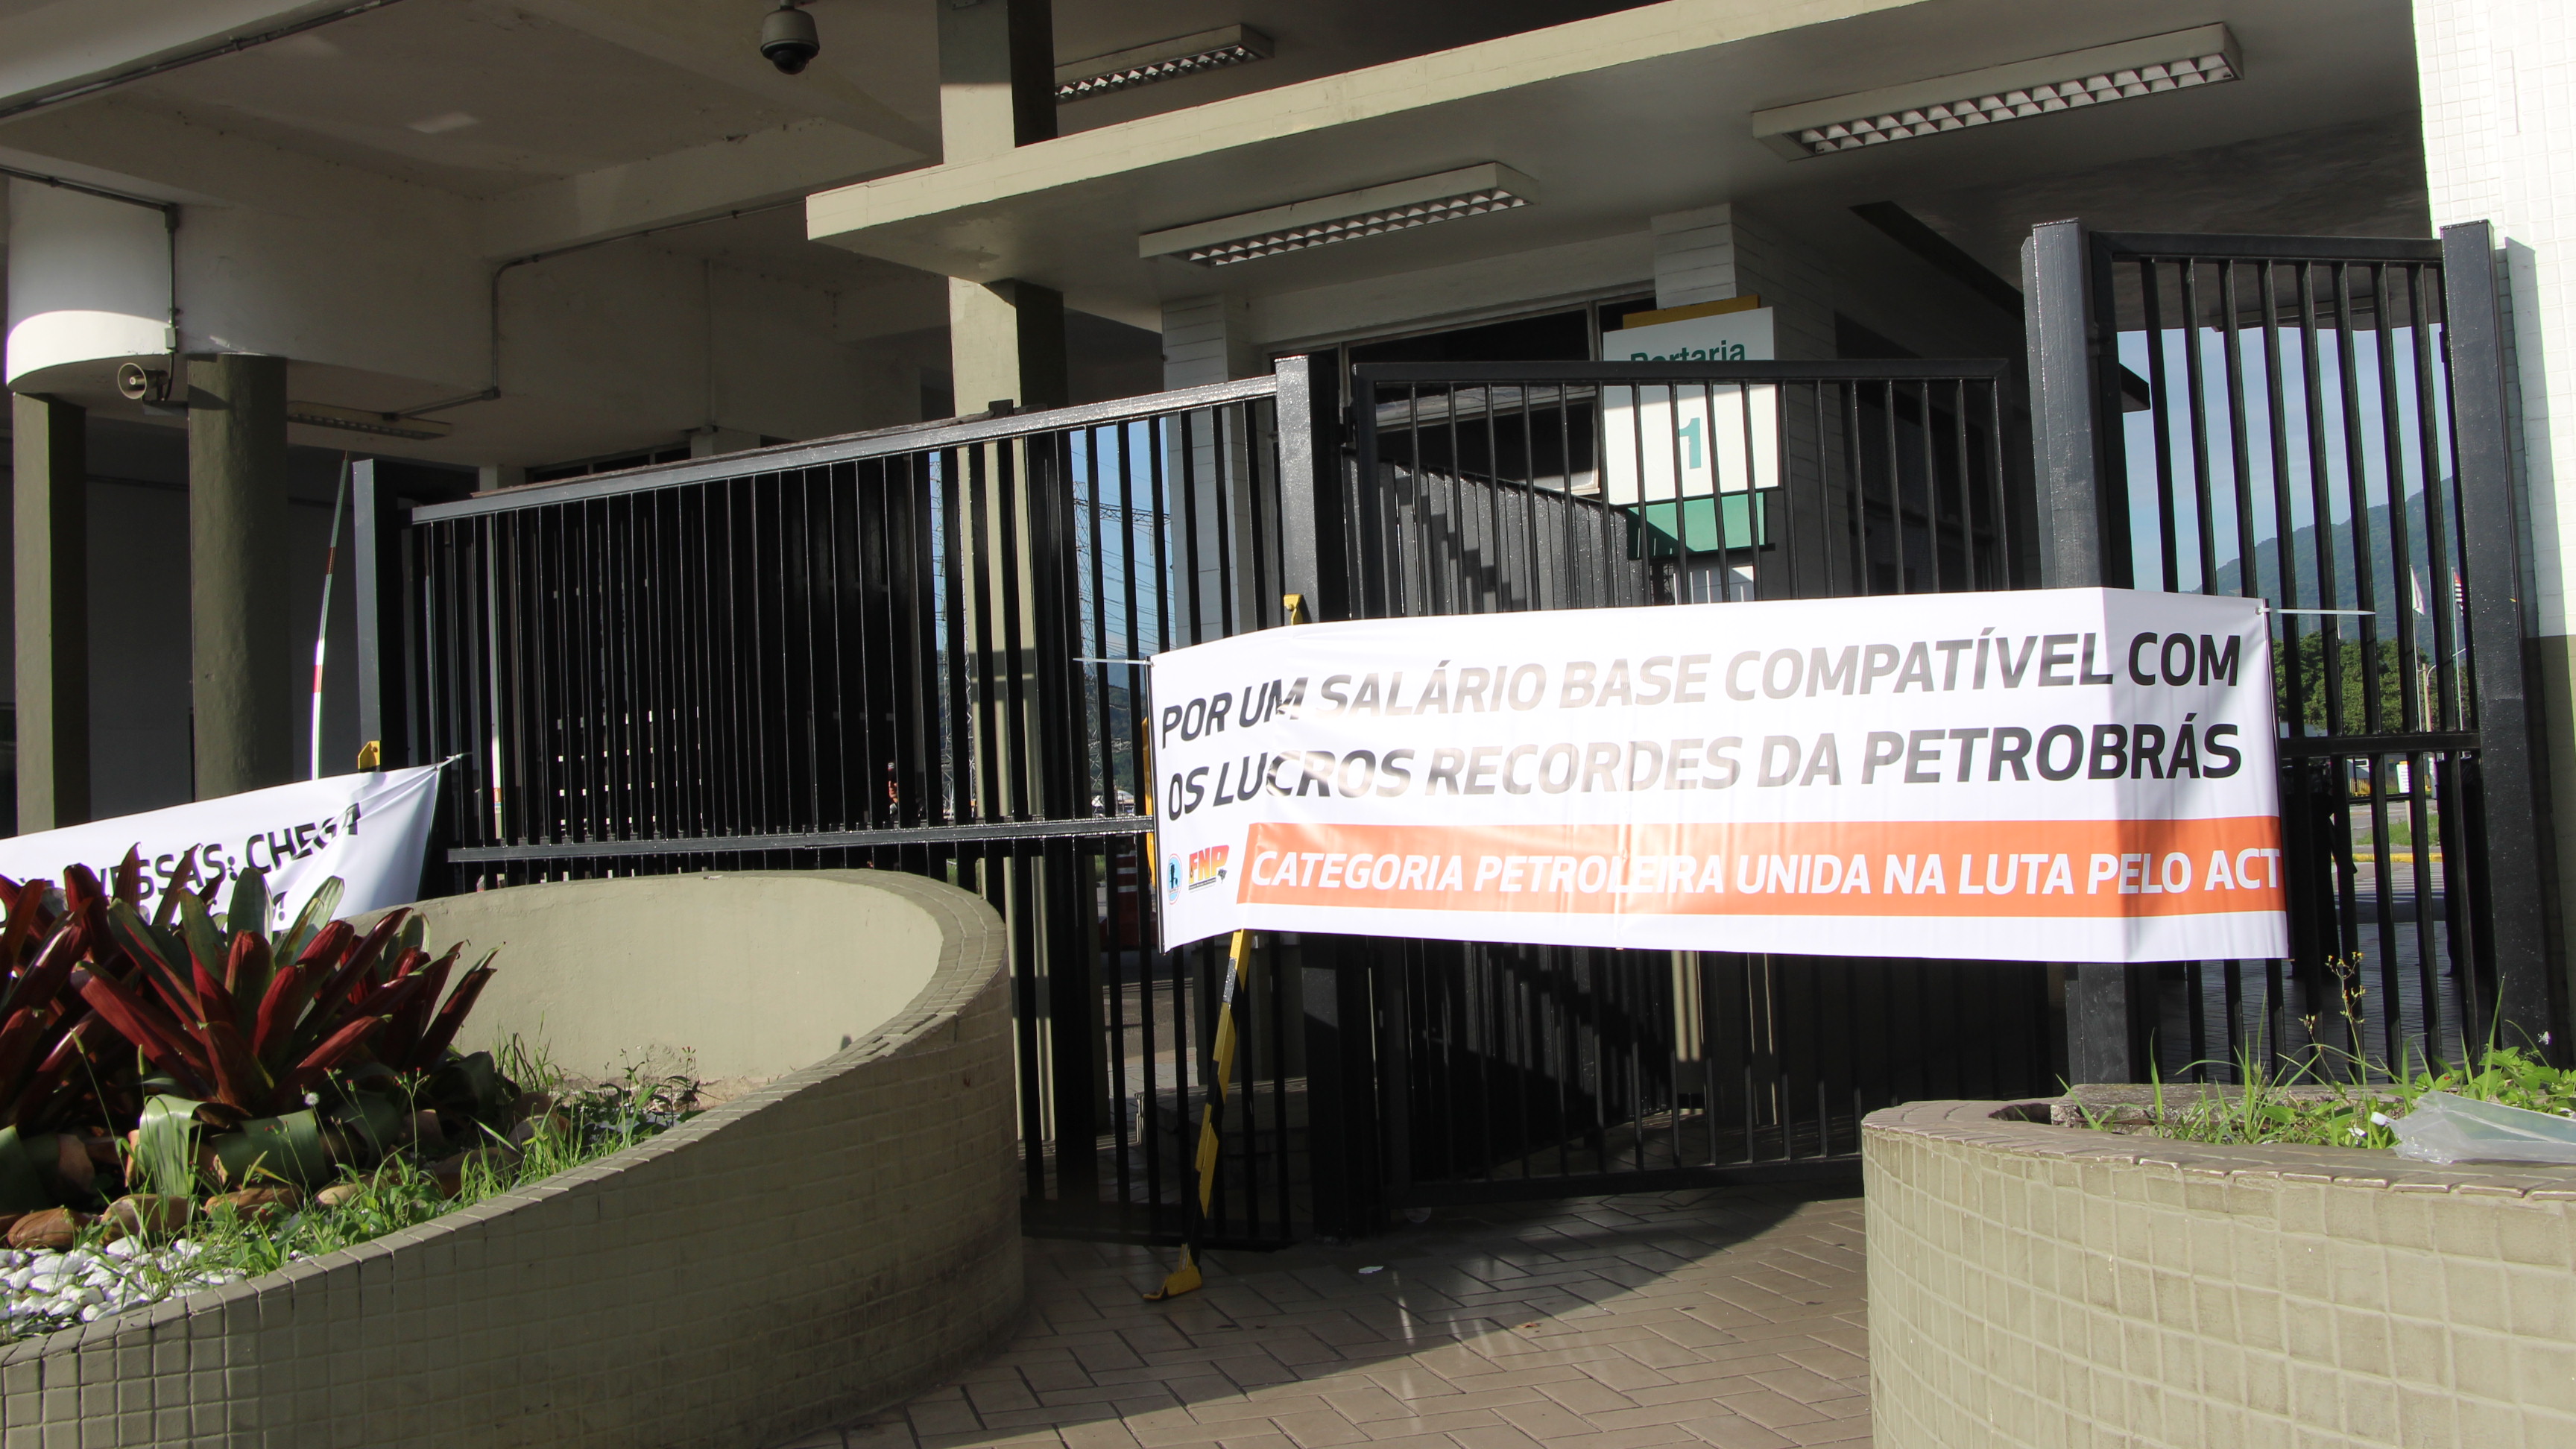 Portaria
1
POR UM SALÁRIO BASE COMPATÍVEL COM
OS LUCROS RECORDES DA PETROBRÁS
FNP
CATEGORIA PETROLEIRA UNIDA NA LUTA PELO ACT
CHEGA